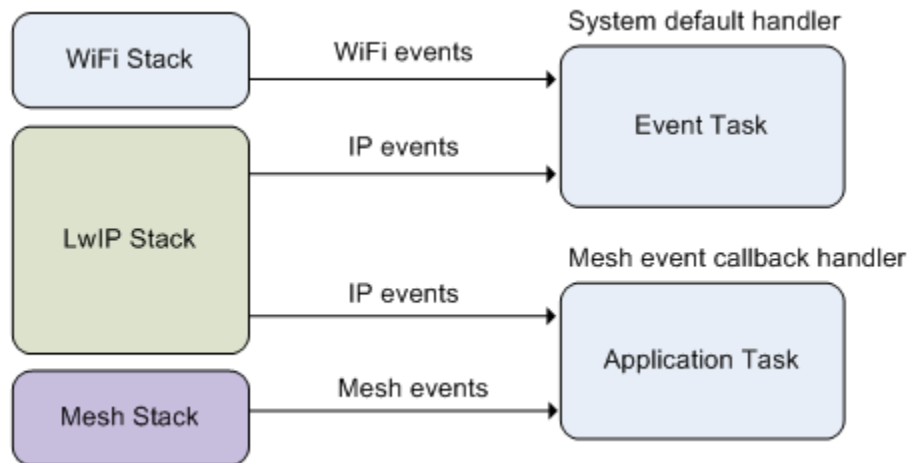 System default handler
WiFi Stack
WiFi events
Event Task
IP events
LwIP Stack
Mesh event callback handler
IP events
Application Task
Mesh events
Mesh Stack